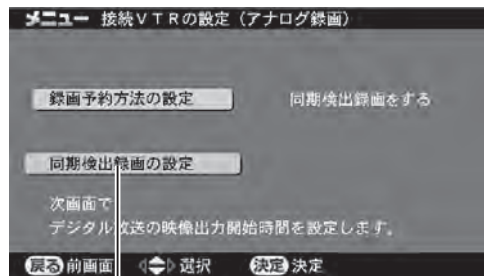 メニュー 接続ＶＴＲの設定（アナログ録画）
録画予約方法の設定 同期検出録画をする
同期検出録画の設定
次画面で
デジタル放送の映像出力開始時間を設定します。
戻る 前画面 選択 決定 決定